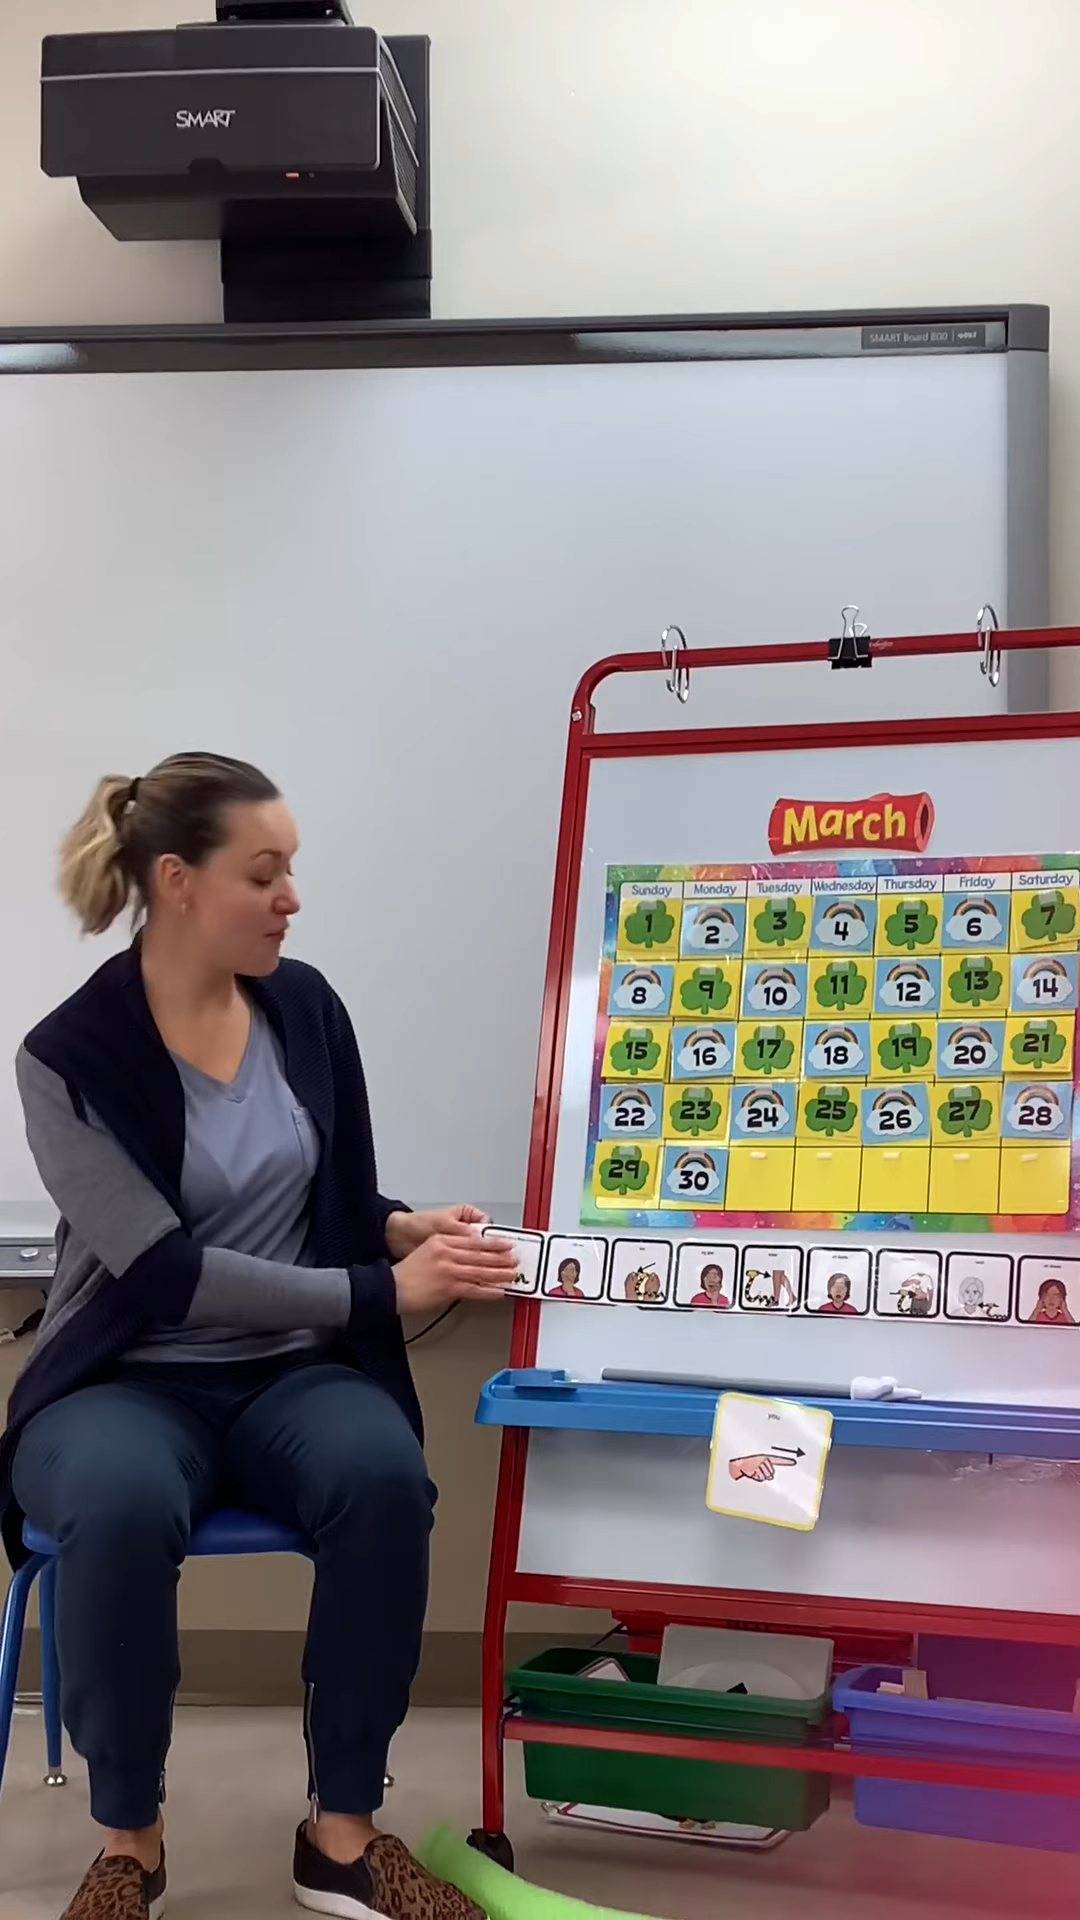 SMART
SMART Board 800
March
Sunday Monday Tuesday Wednesday Thursday Friday Saturday
1 2 3 4 5 6 7
8 9 10 11 12 13 14
15 16 17 18 19 20 21
22 23 24 25 26 27 28
29 30
you